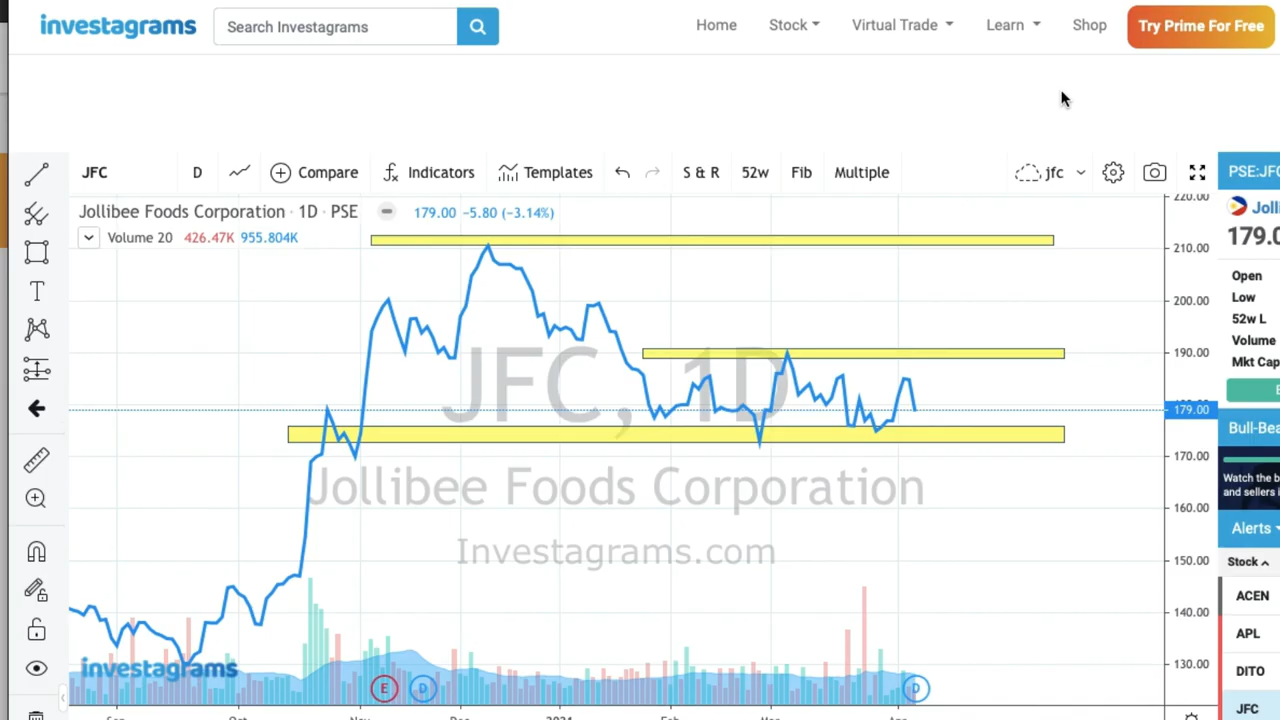 investagrams
Search Investagrams
Home
Stock
Virtual Trade
Learn
Shop
Try Prime For Free
JFC
D
Compare
Indicators
Templates
S & R
52w
Fib
Multiple
jfc
PSE:JFC
Jollibee Foods Corporation · 1D · PSE
179.00 −5.80 (−3.14%)
Volume 20 426.47K 955.804K
220.00
210.00
200.00
190.00
179.00
170.00
160.00
150.00
140.00
130.00
JFC, 1D
Jollibee Foods Corporation
Investagrams.com
investagrams
T
E
D
D
Jolli
179.0
Open
Low
52w L
Volume
Mkt Cap
Bull-Bea
Watch the b
and sellers i
Alerts
Stock
ACEN
APL
DITO
JFC
2021